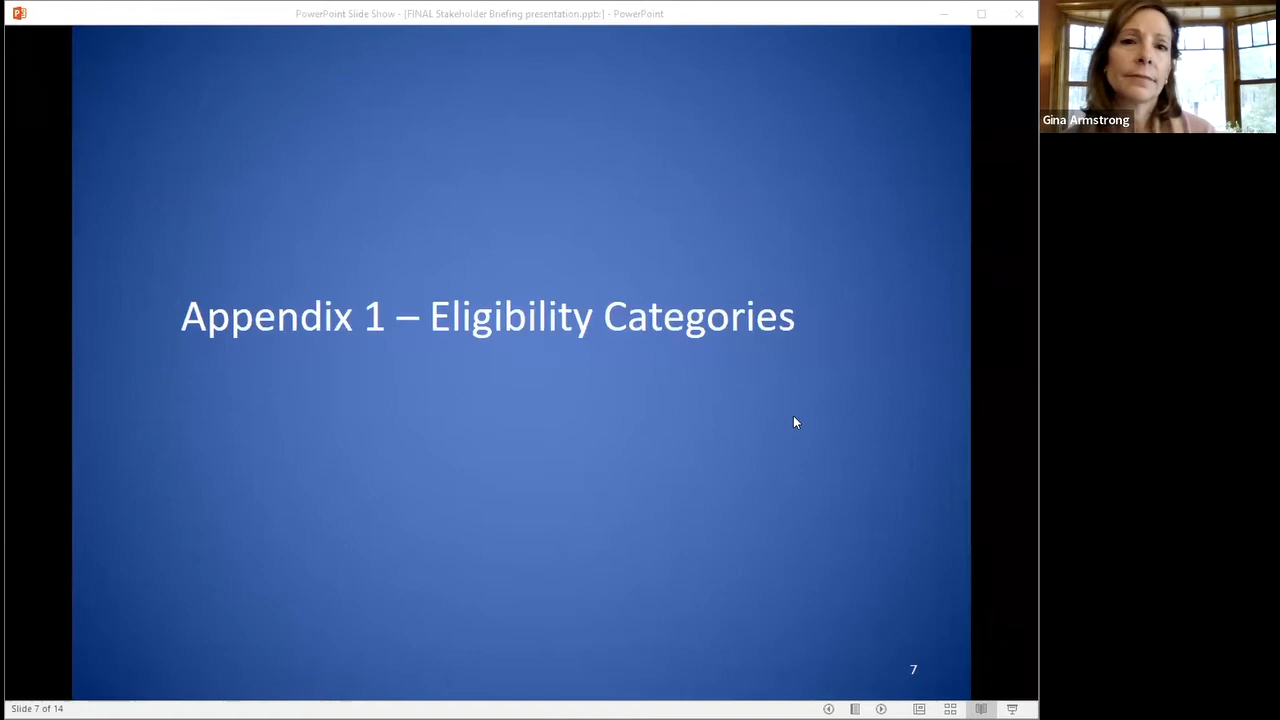 PowerPoint Slide Show - [FINAL Stakeholder Briefing presentation.pptx] - PowerPoint
Gina Armstrong
Appendix 1 – Eligibility Categories
7
Slide 7 of 14